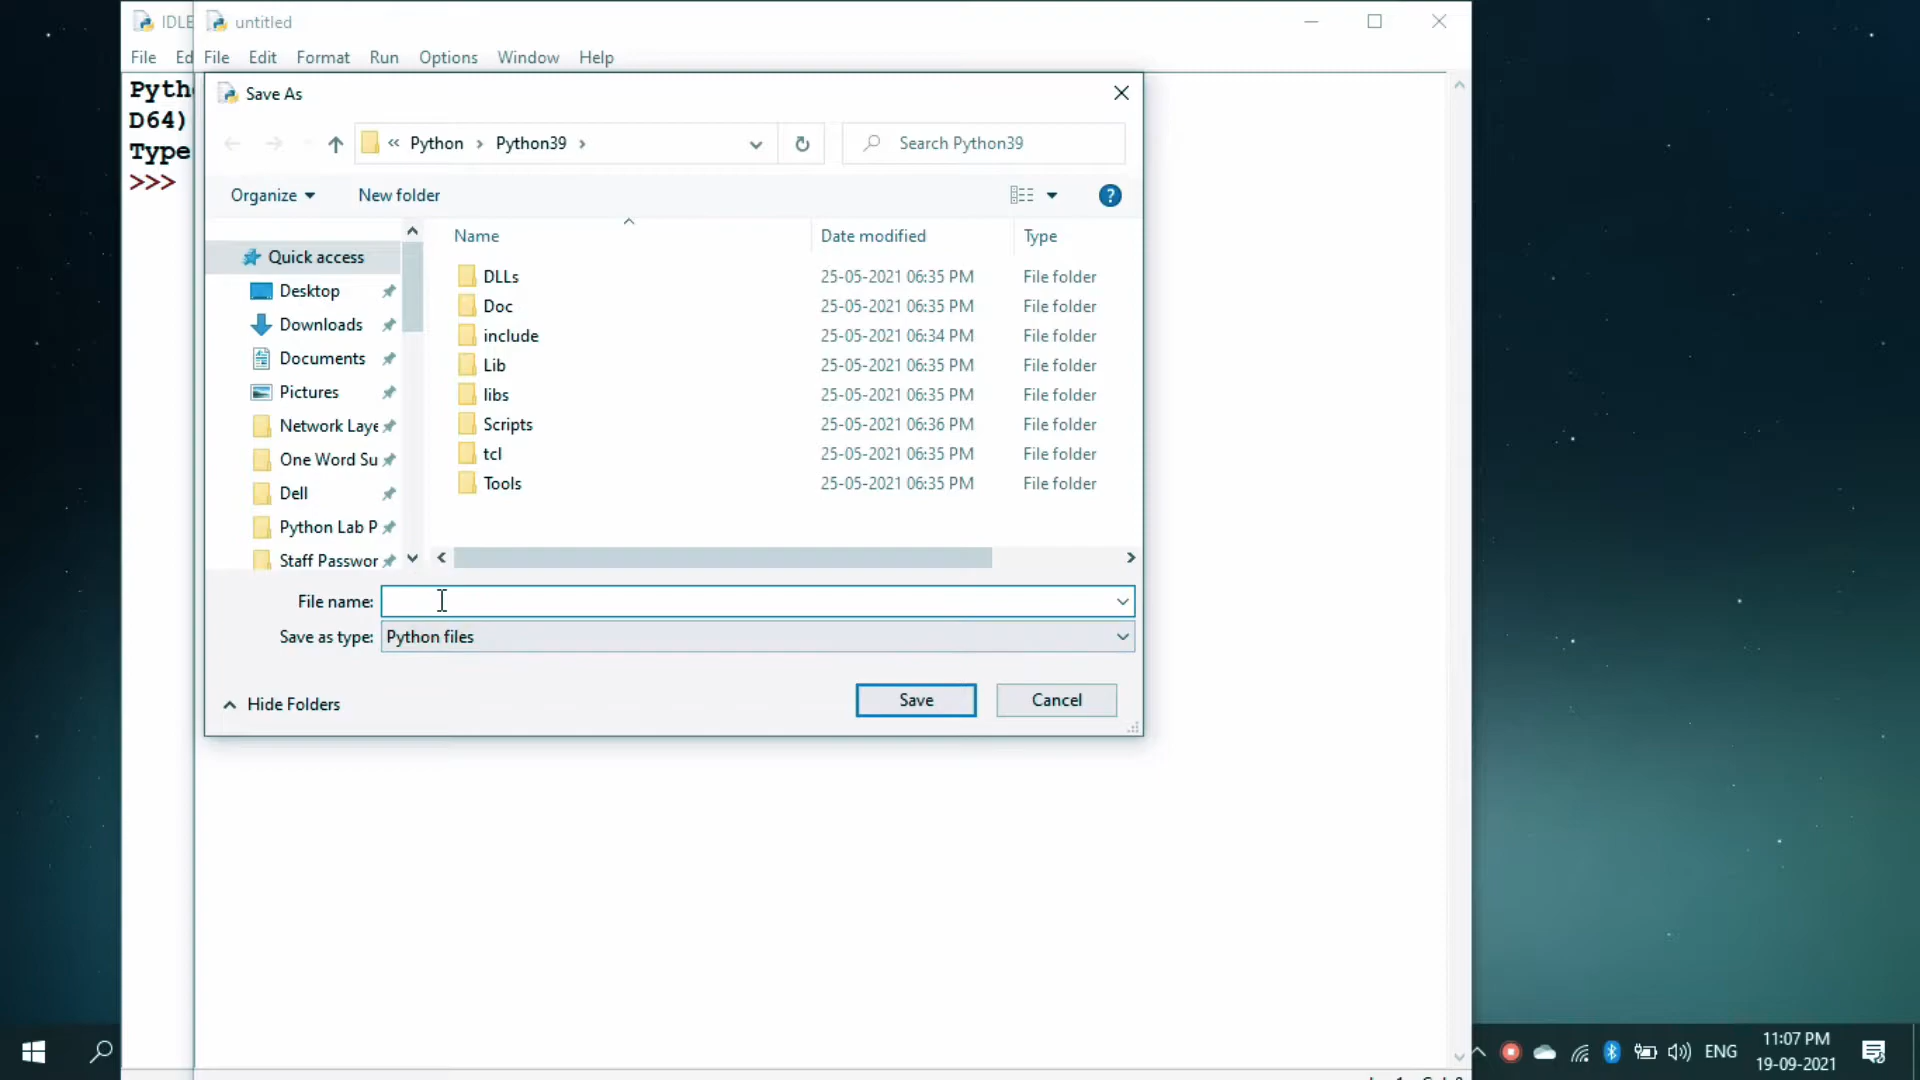 IDLE
untitled
File Ed
File Edit Format Run Options Window Help
Pyth
D64)
Type
>>>
Save As
« Python › Python39 ›
Search Python39
Organize
New folder
?
Name Date modified Type
Quick access
Desktop
Downloads
Documents
Pictures
Network Laye
One Word Su
Dell
Python Lab P
Staff Passwor
DLLs 25-05-2021 06:35 PM File folder
Doc 25-05-2021 06:35 PM File folder
include 25-05-2021 06:34 PM File folder
Lib 25-05-2021 06:35 PM File folder
libs 25-05-2021 06:35 PM File folder
Scripts 25-05-2021 06:36 PM File folder
tcl 25-05-2021 06:35 PM File folder
Tools 25-05-2021 06:35 PM File folder
File name:
Save as type: Python files
Hide Folders
Save
Cancel
ENG
11:07 PM
19-09-2021